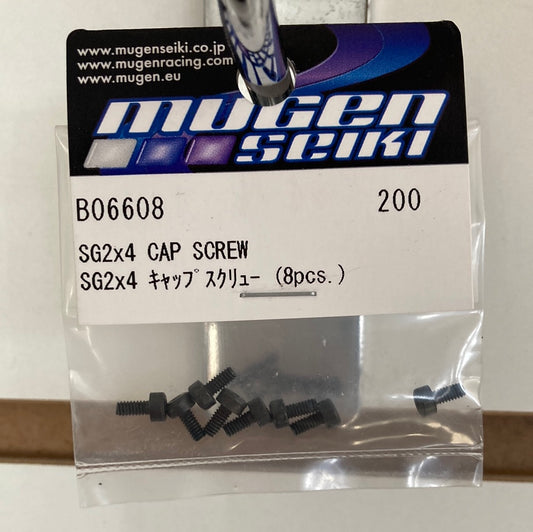 www.mugenseiki.co.jp
www.mugenracing.com
www.mugen.eu
mugen
seiki
B06608 200
SG2x4 CAP SCREW
SG2x4 ｷｬｯﾌﾟｽｸﾘｭｰ (8pcs.)